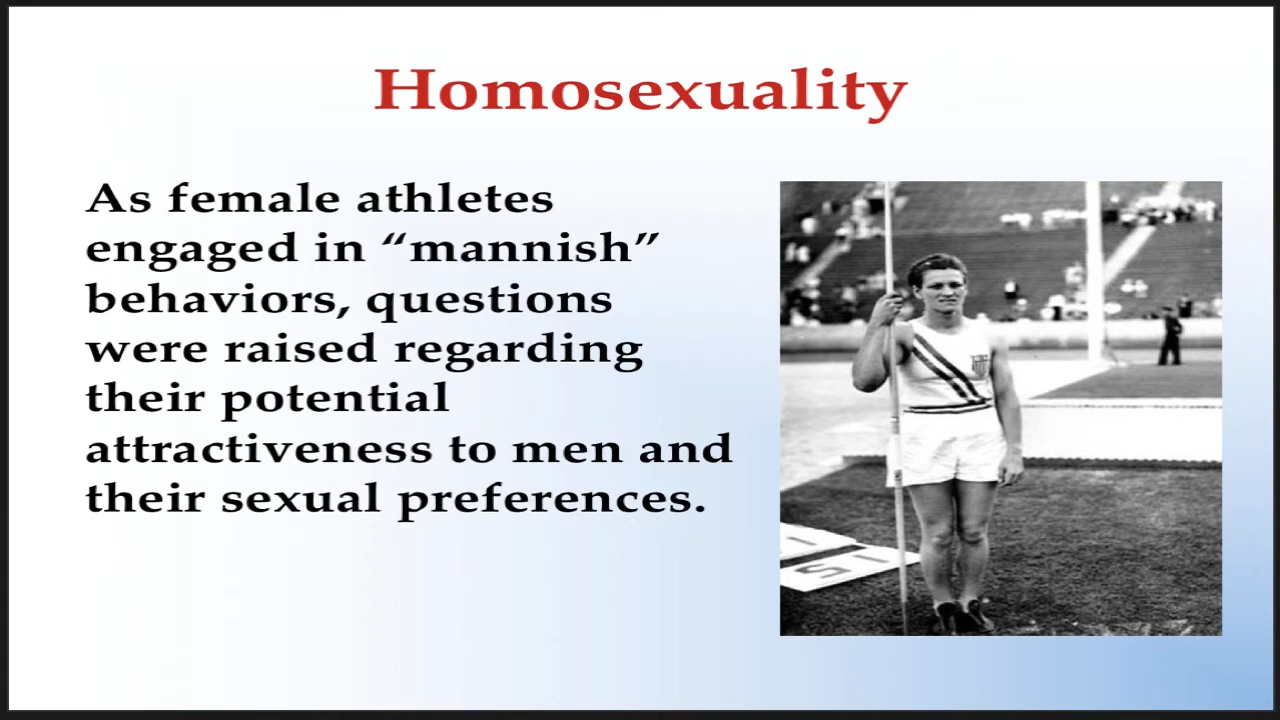 Homosexuality
As female athletes
engaged in “mannish”
behaviors, questions
were raised regarding
their potential
attractiveness to men and
their sexual preferences.